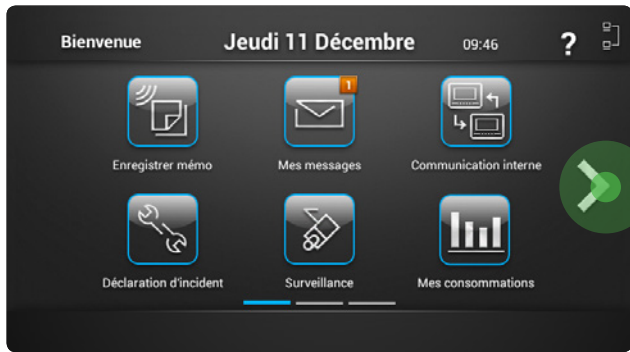 Bienvenue Jeudi 11 Décembre 09:46 ?
1
Enregistrer mémo Mes messages Communication interne
Déclaration d'incident Surveillance Mes consommations